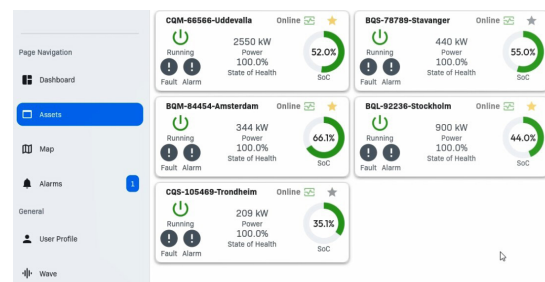 Page Navigation
Dashboard
Assets
Map
Alarms 1
General
User Profile
Wave
CQM-66566-Uddevalla Online
Running
Fault Alarm
2550 kW
Power
100.0%
State of Health
52.0%
SoC
BQS-78789-Stavanger Online
Running
Fault Alarm
440 kW
Power
100.0%
State of Health
55.0%
SoC
BQM-84454-Amsterdam Online
Running
Fault Alarm
344 kW
Power
100.0%
State of Health
66.1%
SoC
BQL-92236-Stockholm Online
Running
Fault Alarm
900 kW
Power
100.0%
State of Health
44.0%
SoC
CQS-105469-Trondheim Online
Running
Fault Alarm
209 kW
Power
100.0%
State of Health
35.1%
SoC